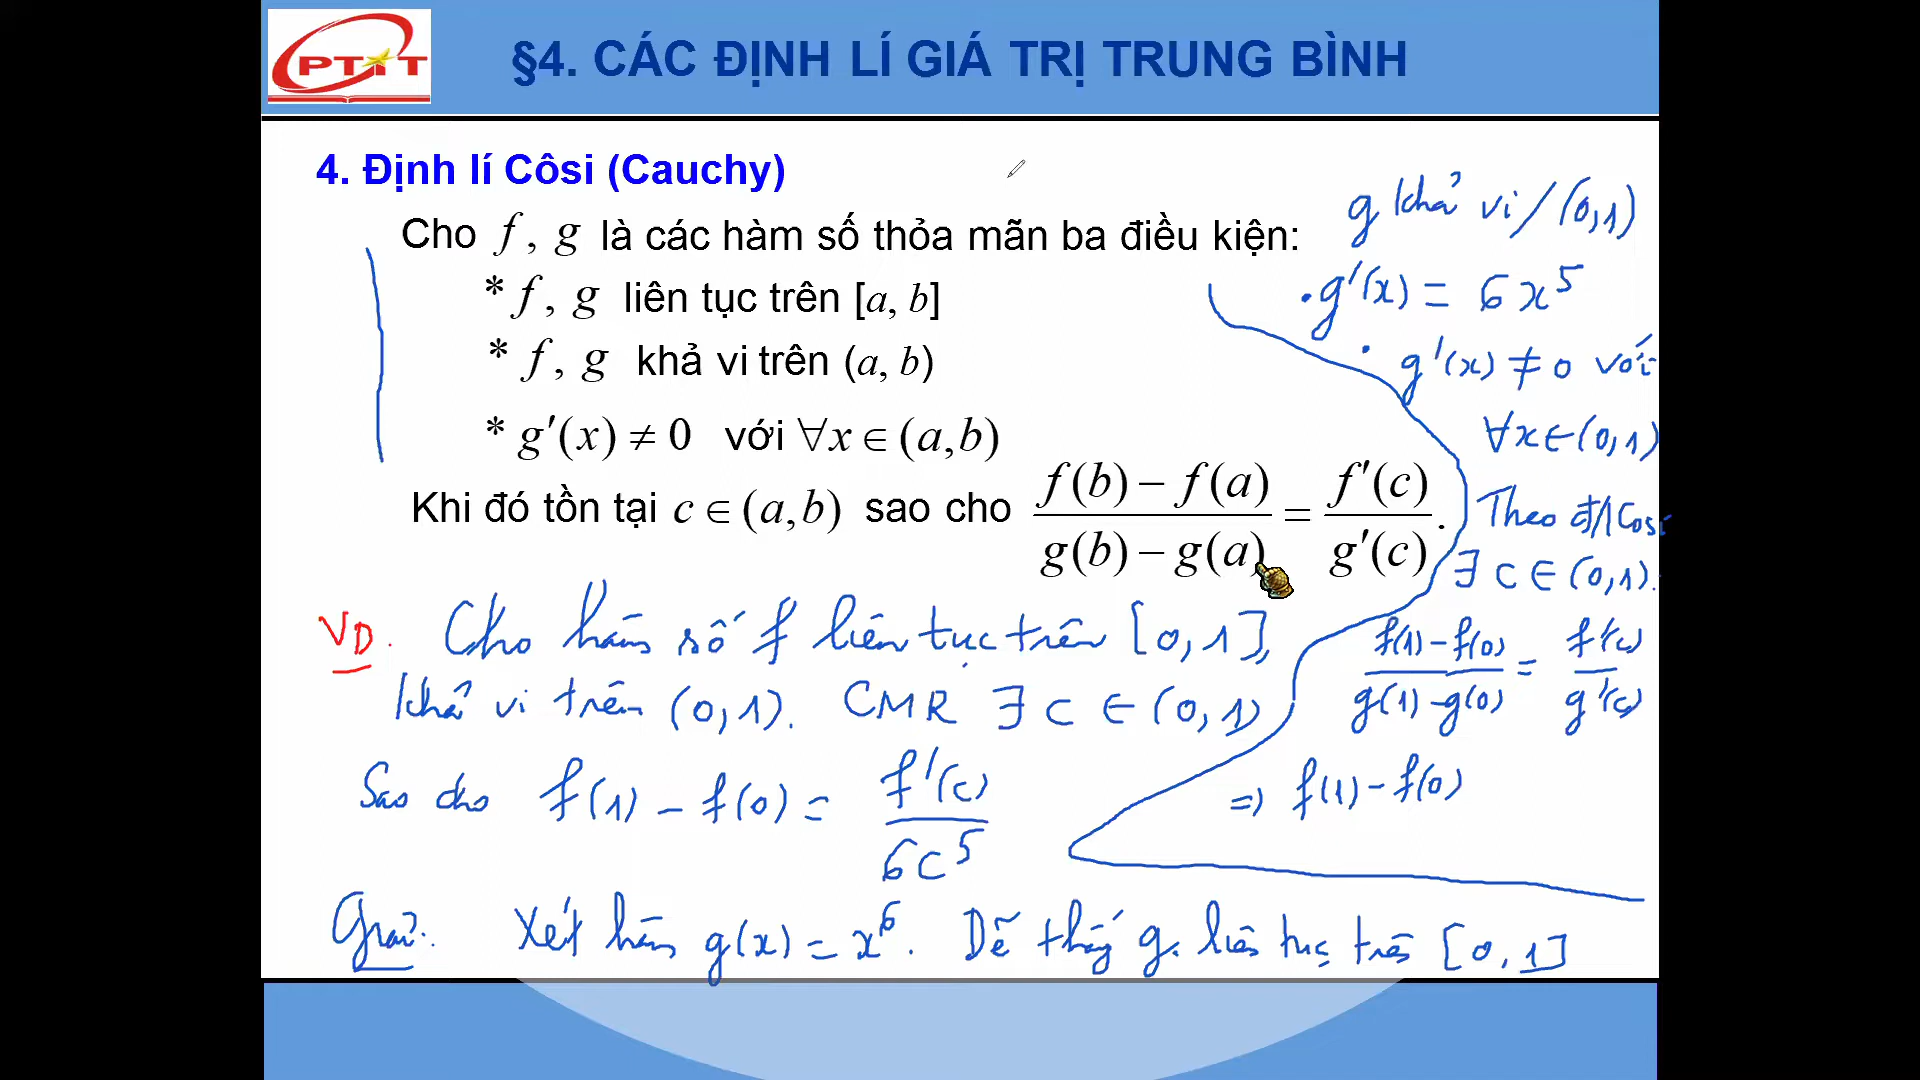 PTiT
§4. CÁC ĐỊNH LÍ GIÁ TRỊ TRUNG BÌNH
4. Định lí Côsi (Cauchy)
Cho f, g là các hàm số thỏa mãn ba điều kiện:
* f, g liên tục trên [a, b]
* f, g khả vi trên (a, b)
* g′(x) ≠ 0 với ∀x ∈ (a,b)
Khi đó tồn tại c ∈ (a,b) sao cho (f(b) − f(a))/(g(b) − g(a)) = f′(c)/g′(c).
VD. Cho hàm số f liên tục trên [0,1],
khả vi trên (0,1). CMR ∃ c ∈ (0,1)
Sao cho f(1) − f(0) = f'(c)/6c⁵
Giải: Xét hàm g(x) = x⁶. Dễ thấy g liên tục trên [0,1]
g khả vi / (0,1)
. g'(x) = 6x⁵
. g'(x) ≠ 0 với
∀x ∈ (0,1)
Theo đ/l Cosi
∃ c ∈ (0,1).
(f(1) − f(0))/(g(1) − g(0)) = f'(c)/g'(c)
⇒ f(1) − f(0)